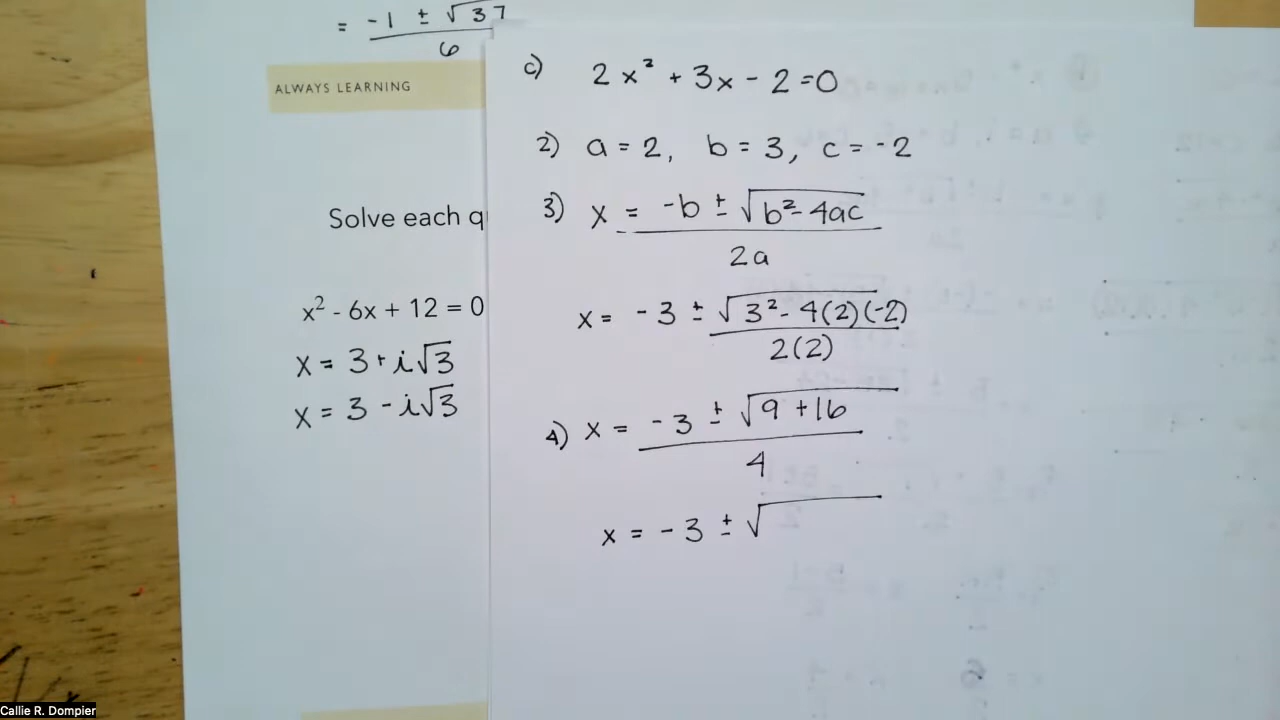 = -1 ± √37
6
ALWAYS LEARNING
Solve each q
x² - 6x + 12 = 0
x = 3 + i√3
x = 3 - i√3
c) 2x² + 3x - 2 = 0
2) a = 2, b = 3, c = -2
3) x = -b ± √b² - 4ac
2a
x = -3 ± √3² - 4(2)(-2)
2(2)
4) x = -3 ± √9 + 16
4
x = -3 ± √
Callie R. Dompier